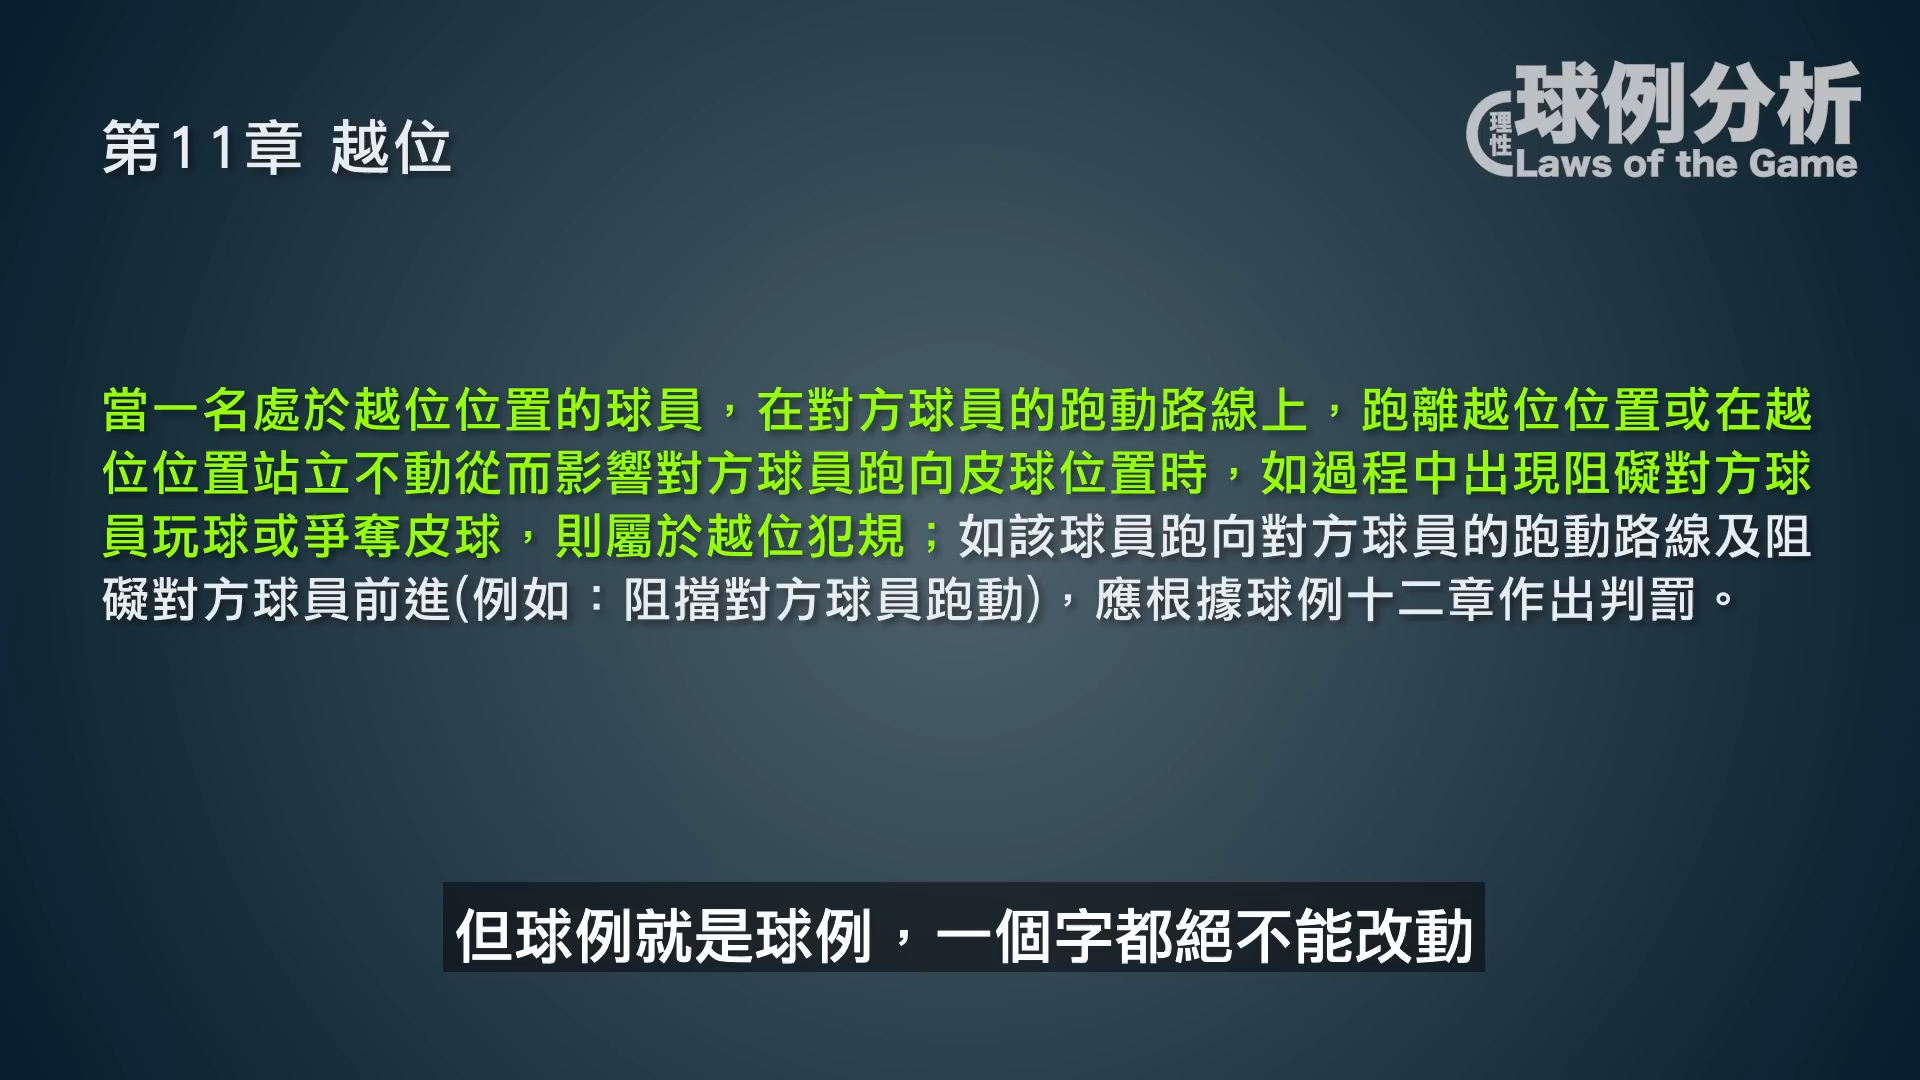 理性
球例分析
Laws of the Game
第11章 越位
當一名處於越位位置的球員，在對方球員的跑動路線上，跑離越位位置或在越
位位置站立不動從而影響對方球員跑向皮球位置時，如過程中出現阻礙對方球
員玩球或爭奪皮球，則屬於越位犯規；如該球員跑向對方球員的跑動路線及阻
礙對方球員前進(例如：阻擋對方球員跑動)，應根據球例十二章作出判罰。
但球例就是球例，一個字都絕不能改動